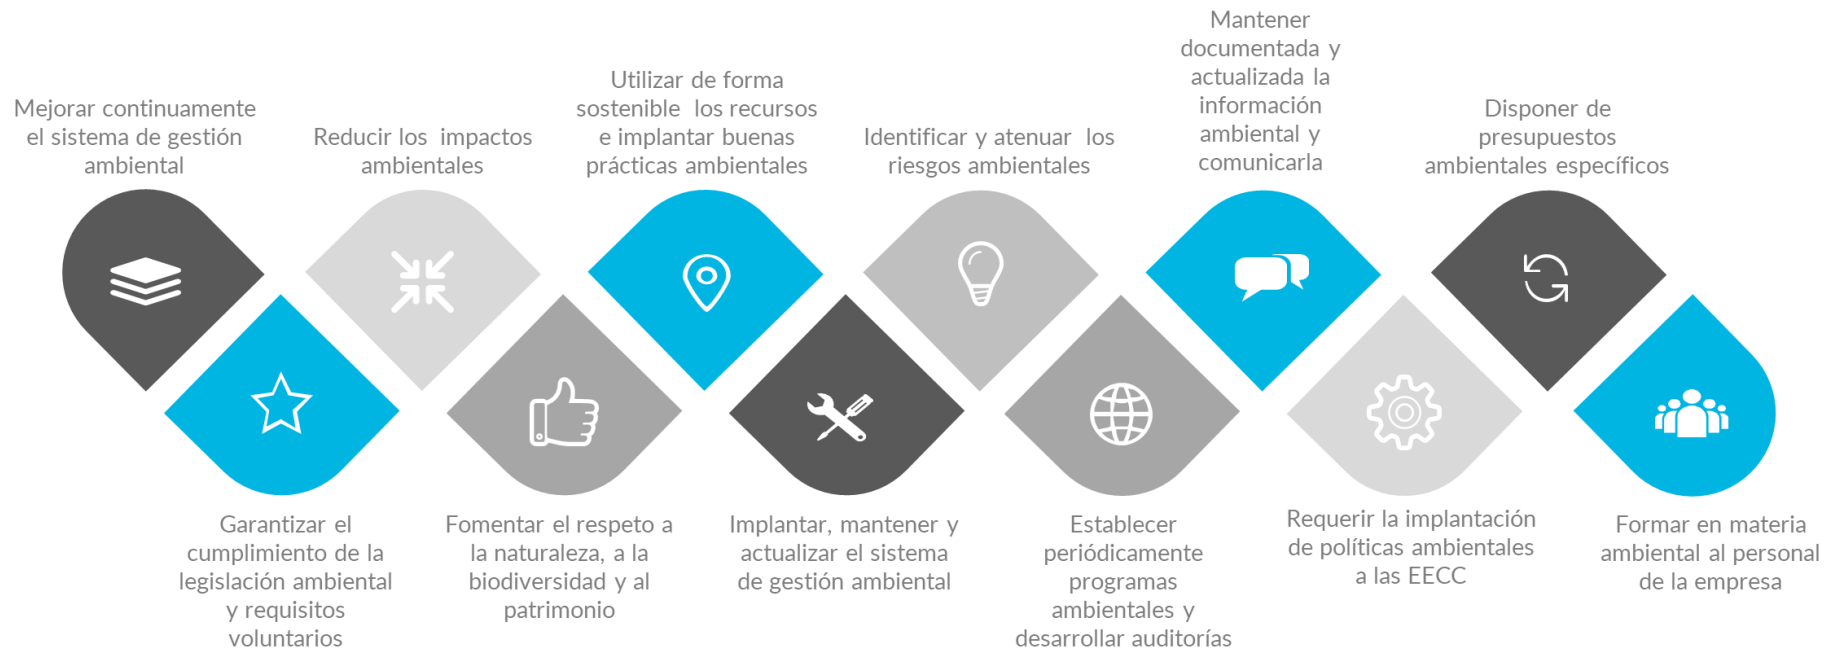 Mejorar continuamente
el sistema de gestión
ambiental
Garantizar el
cumplimiento de la
legislación ambiental
y requisitos
voluntarios
Reducir los impactos
ambientales
Fomentar el respeto a
la naturaleza, a la
biodiversidad y al
patrimonio
Utilizar de forma
sostenible los recursos
e implantar buenas
prácticas ambientales
Implantar, mantener y
actualizar el sistema
de gestión ambiental
Identificar y atenuar los
riesgos ambientales
Establecer
periódicamente
programas
ambientales y
desarrollar auditorías
Mantener
documentada y
actualizada la
información
ambiental y
comunicarla
Requerir la implantación
de políticas ambientales
a las EECC
Disponer de
presupuestos
ambientales específicos
Formar en materia
ambiental al personal
de la empresa